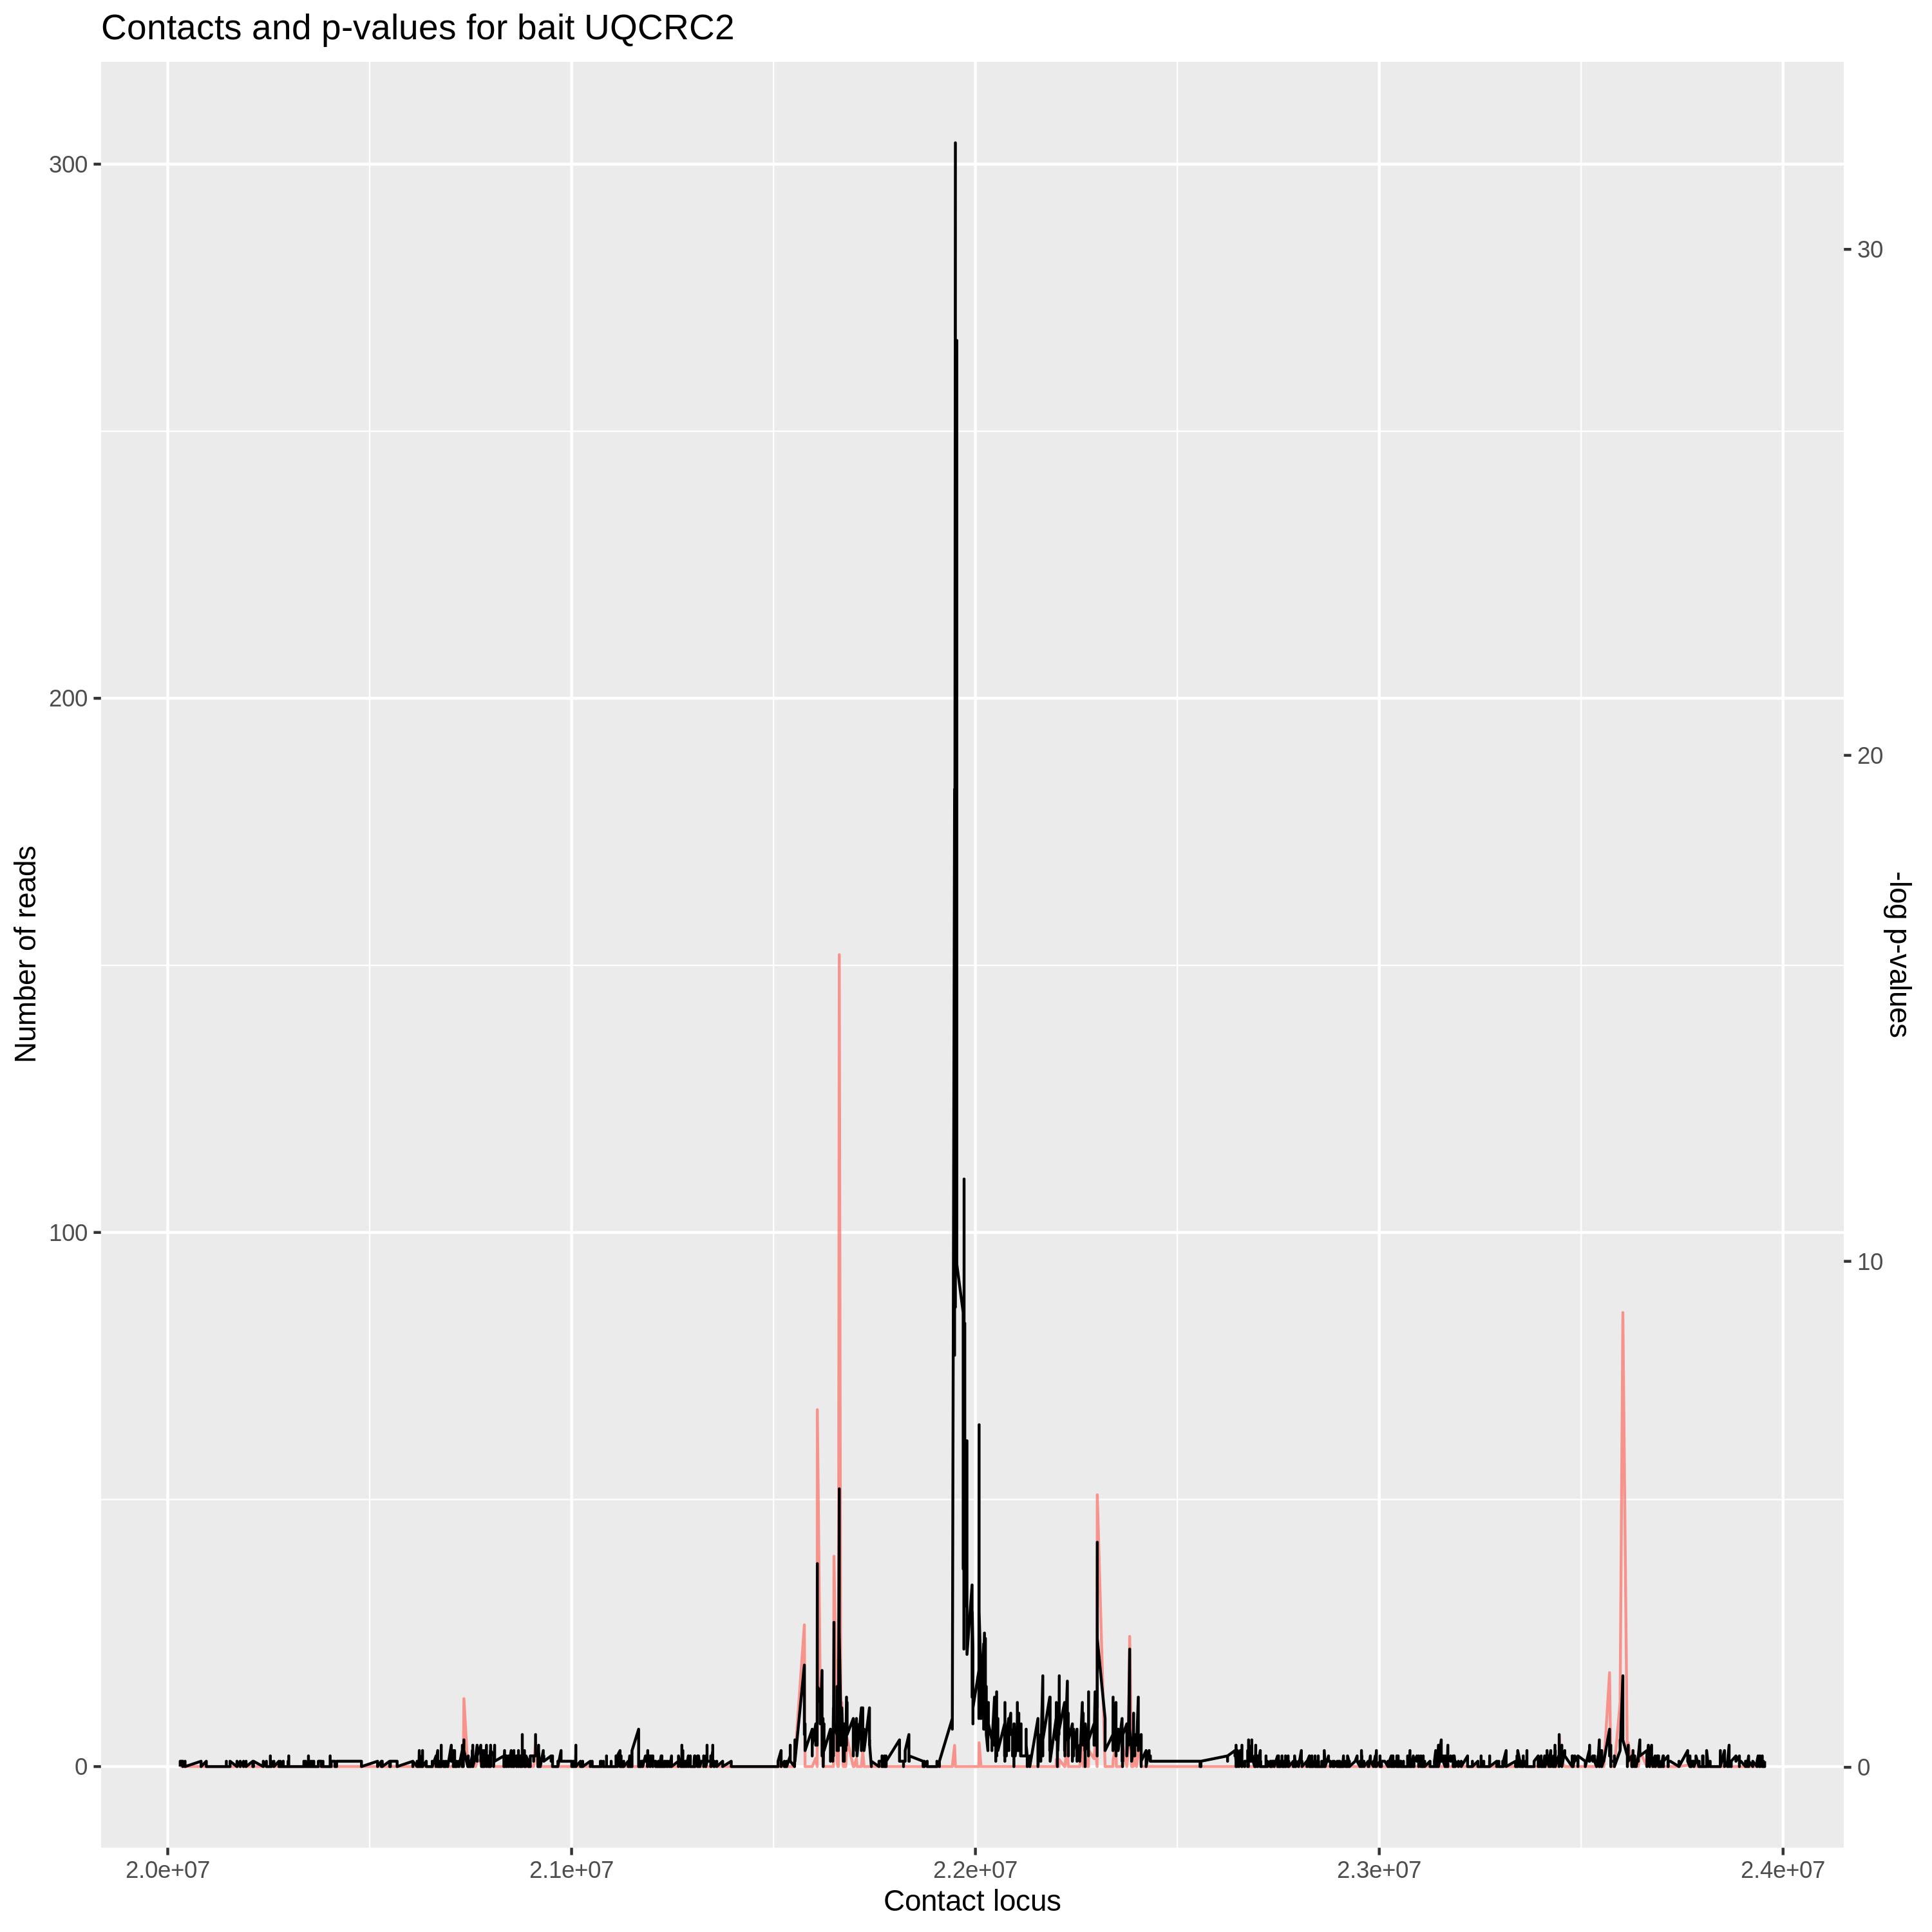 Contacts and p-values for bait UQCRC2
300
200
100
0
30
20
10
0
Number of reads
-log p-values
2.0e+07
2.1e+07
2.2e+07
2.3e+07
2.4e+07
Contact locus